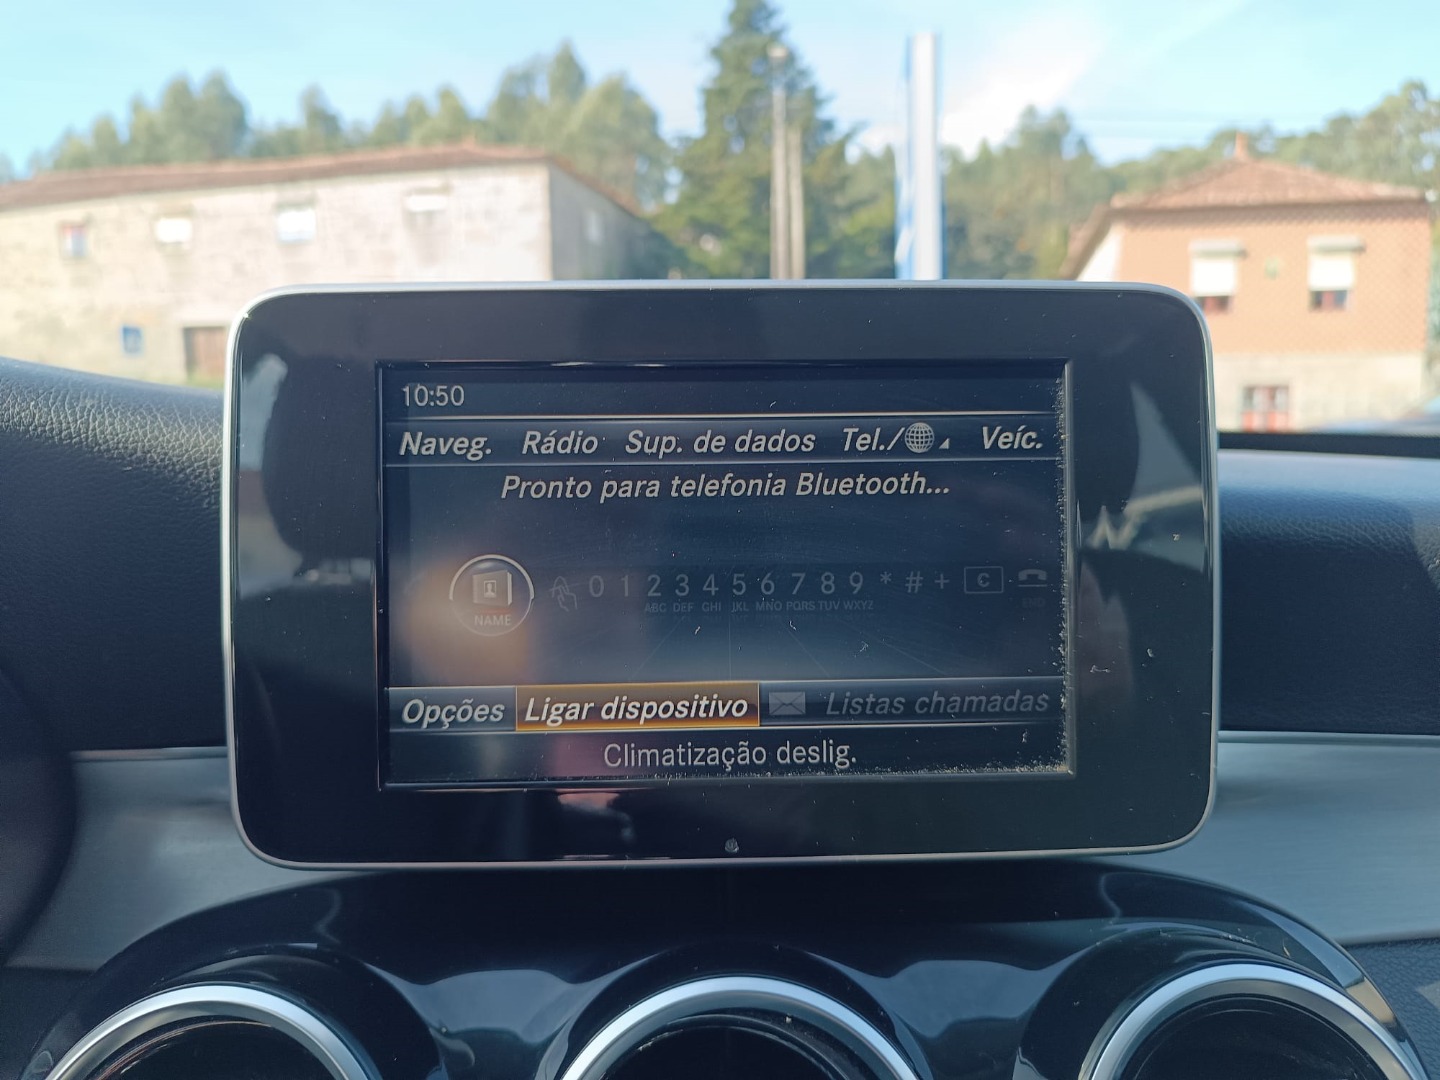 10:50
Naveg. Rádio Sup. de dados Tel./ Veíc.
Pronto para telefonia Bluetooth...
0 1 2 3 4 5 6 7 8 9 * # + C
ABC DEF GHI JKL MNO PQRS TUV WXYZ
NAME
Opções Ligar dispositivo Listas chamadas
Climatização deslig.